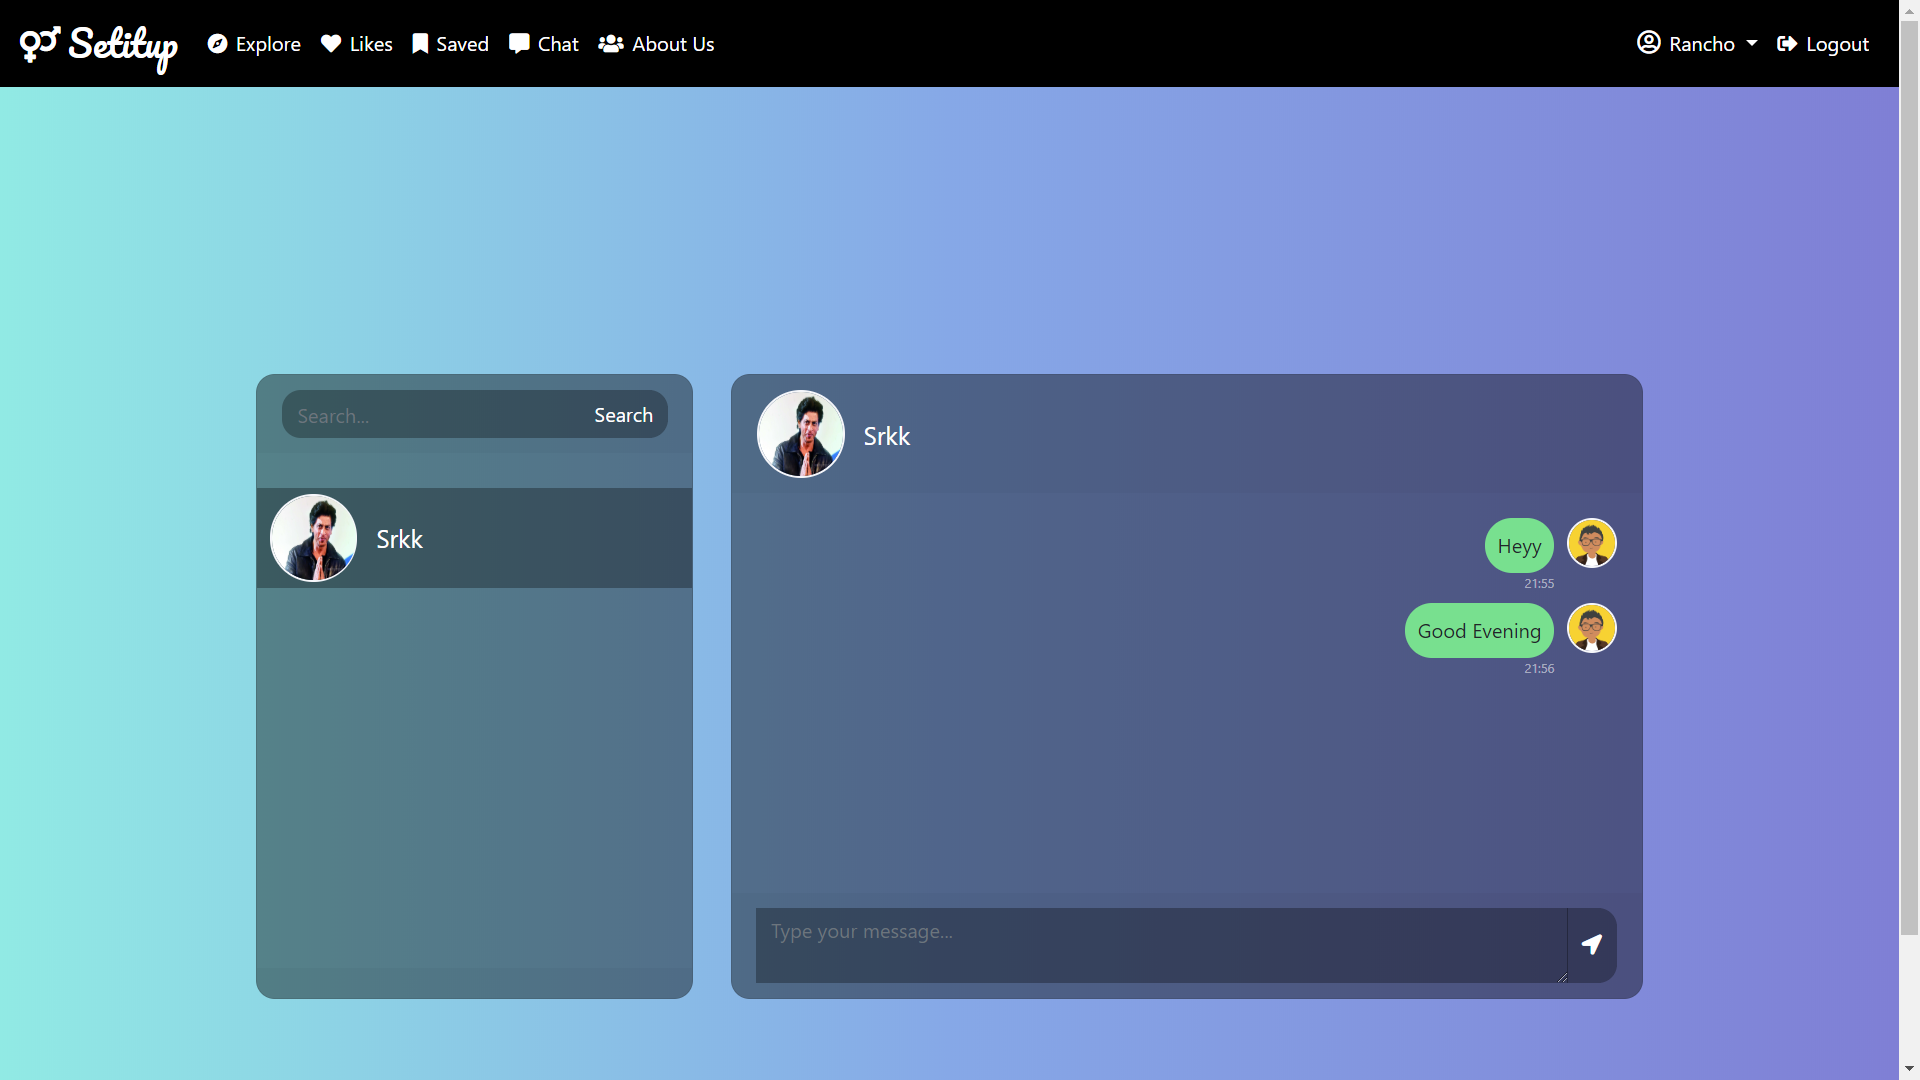 Setitup Explore Likes Saved Chat About Us Rancho Logout
Search... Search
Srkk
Srkk
Heyy
21:55
Good Evening
21:56
Type your message...